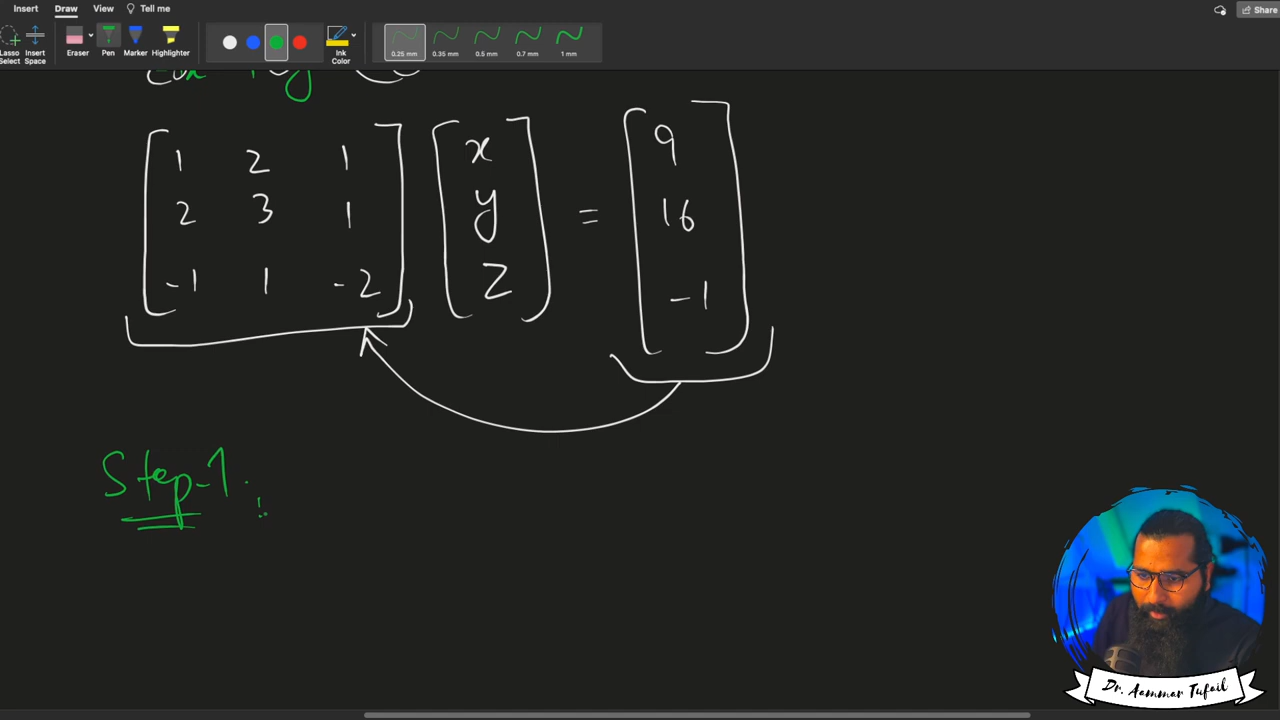 Insert Draw View Tell me
Share
Lasso Select
Insert Space
Eraser
Pen
Marker
Highlighter
Ink Color
0.25 mm
0.35 mm
0.5 mm
0.7 mm
1 mm
1 2 1 x 9
2 3 1 y = 16
-1 1 -2 z -1
Step-1.
Dr. Aammar Tufail